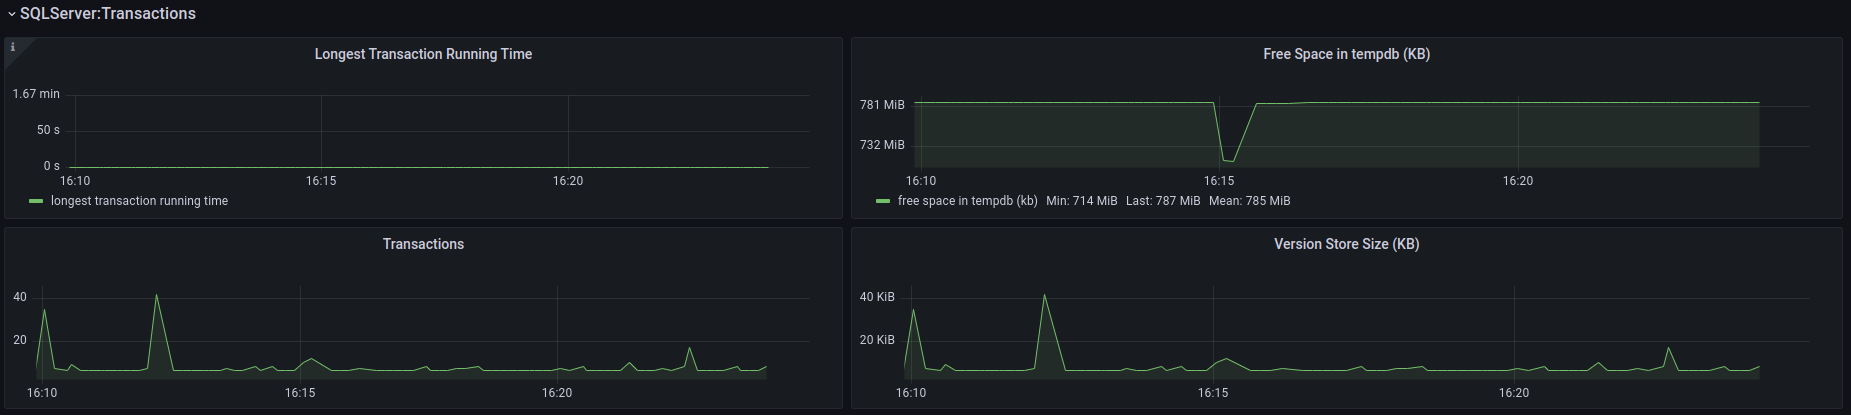 SQLServer:Transactions
i
Longest Transaction Running Time
1.67 min
50 s
0 s
16:10 16:15 16:20
longest transaction running time
Free Space in tempdb (KB)
781 MiB
732 MiB
16:10 16:15 16:20
free space in tempdb (kb) Min: 714 MiB Last: 787 MiB Mean: 785 MiB
Transactions
40
20
16:10 16:15 16:20
Version Store Size (KB)
40 KiB
20 KiB
16:10 16:15 16:20